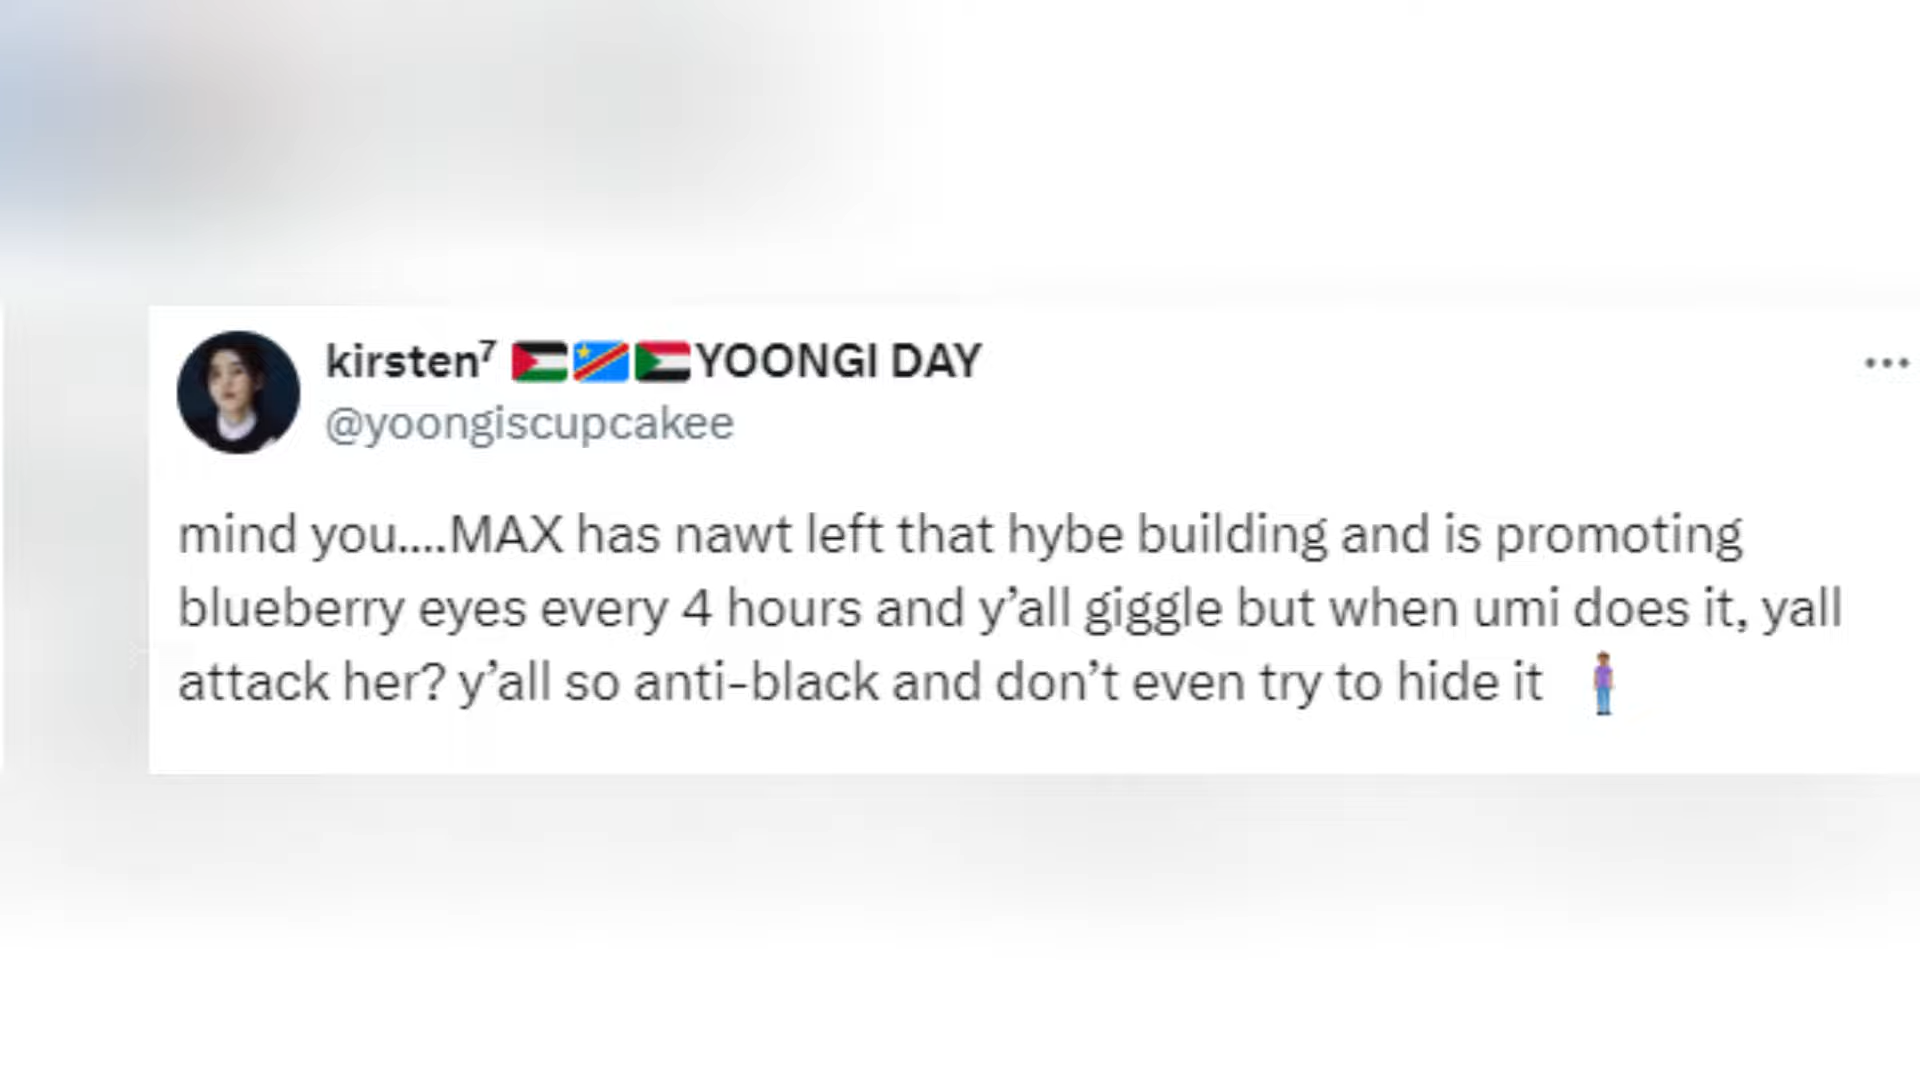 kirsten⁷ 🇵🇸🇨🇩🇸🇩YOONGI DAY
@yoongiscupcakee
mind you....MAX has nawt left that hybe building and is promoting
blueberry eyes every 4 hours and y’all giggle but when umi does it, yall
attack her? y’all so anti-black and don’t even try to hide it 🧍🏽